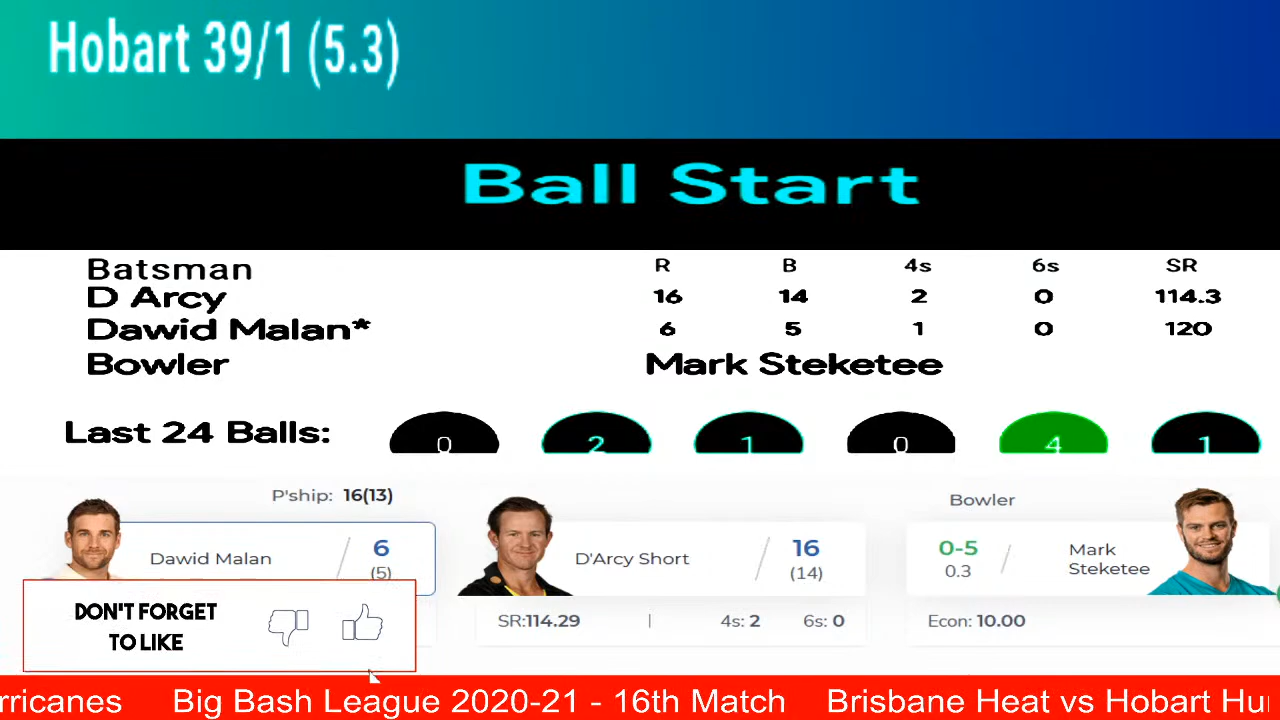 Hobart 39/1 (5.3)
Ball Start
Batsman R B 4s 6s SR
D Arcy 16 14 2 0 114.3
Dawid Malan* 6 5 1 0 120
Bowler Mark Steketee
Last 24 Balls: 0 2 1 0 4 1
P'ship: 16(13)
Dawid Malan 6 (5)
D'Arcy Short 16 (14)
SR:114.29 | 4s: 2 6s: 0
Bowler
0-5 0.3 Mark Steketee
Econ: 10.00
DON'T FORGET
TO LIKE
rricanes Big Bash League 2020-21 - 16th Match Brisbane Heat vs Hobart Hur